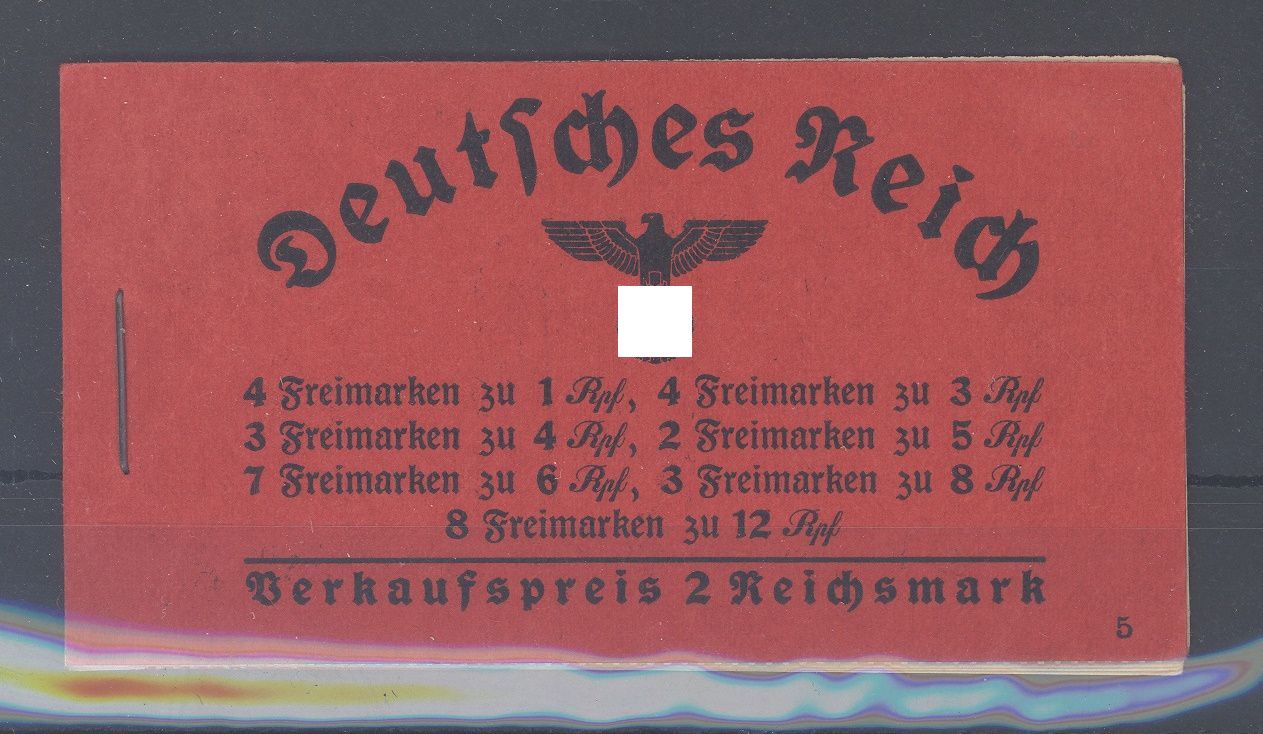 Deutſches Reich
4 Freimarken zu 1 Rpf, 4 Freimarken zu 3 Rpf
3 Freimarken zu 4 Rpf, 2 Freimarken zu 5 Rpf
7 Freimarken zu 6 Rpf, 3 Freimarken zu 8 Rpf
8 Freimarken zu 12 Rpf
Verkaufspreis 2 Reichsmark
5